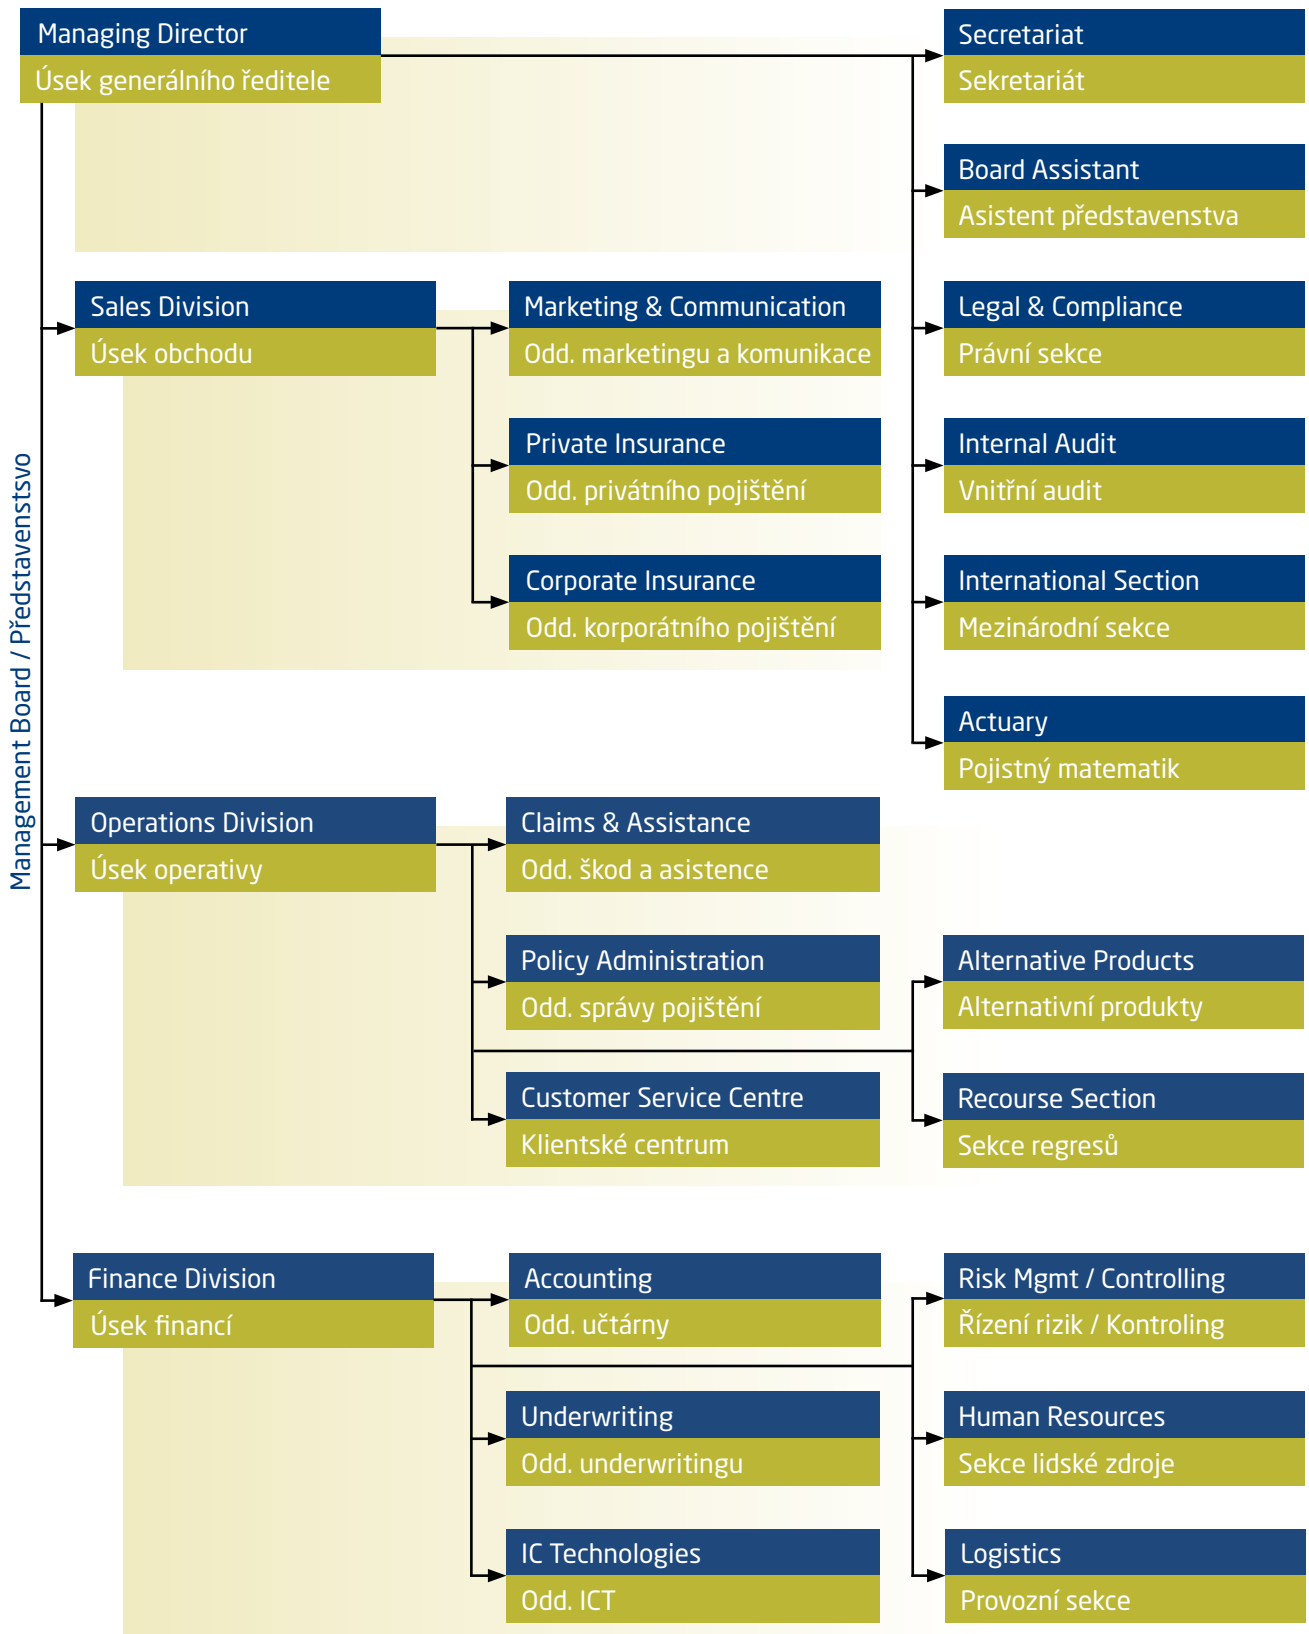 Managing Director
Úsek generálního ředitele
Secretariat
Sekretariát
Board Assistant
Asistent představenstva
Sales Division
Úsek obchodu
Marketing & Communication
Odd. marketingu a komunikace
Legal & Compliance
Právní sekce
Private Insurance
Odd. privátního pojištění
Internal Audit
Vnitřní audit
Corporate Insurance
Odd. korporátního pojištění
International Section
Mezinárodní sekce
Actuary
Pojistný matematik
Management Board / Představenstsvo
Operations Division
Úsek operativy
Claims & Assistance
Odd. škod a asistence
Policy Administration
Odd. správy pojištění
Alternative Products
Alternativní produkty
Customer Service Centre
Klientské centrum
Recourse Section
Sekce regresů
Finance Division
Úsek financí
Accounting
Odd. učtárny
Risk Mgmt / Controlling
Řízení rizik / Kontroling
Underwriting
Odd. underwritingu
Human Resources
Sekce lidské zdroje
IC Technologies
Odd. ICT
Logistics
Provozní sekce